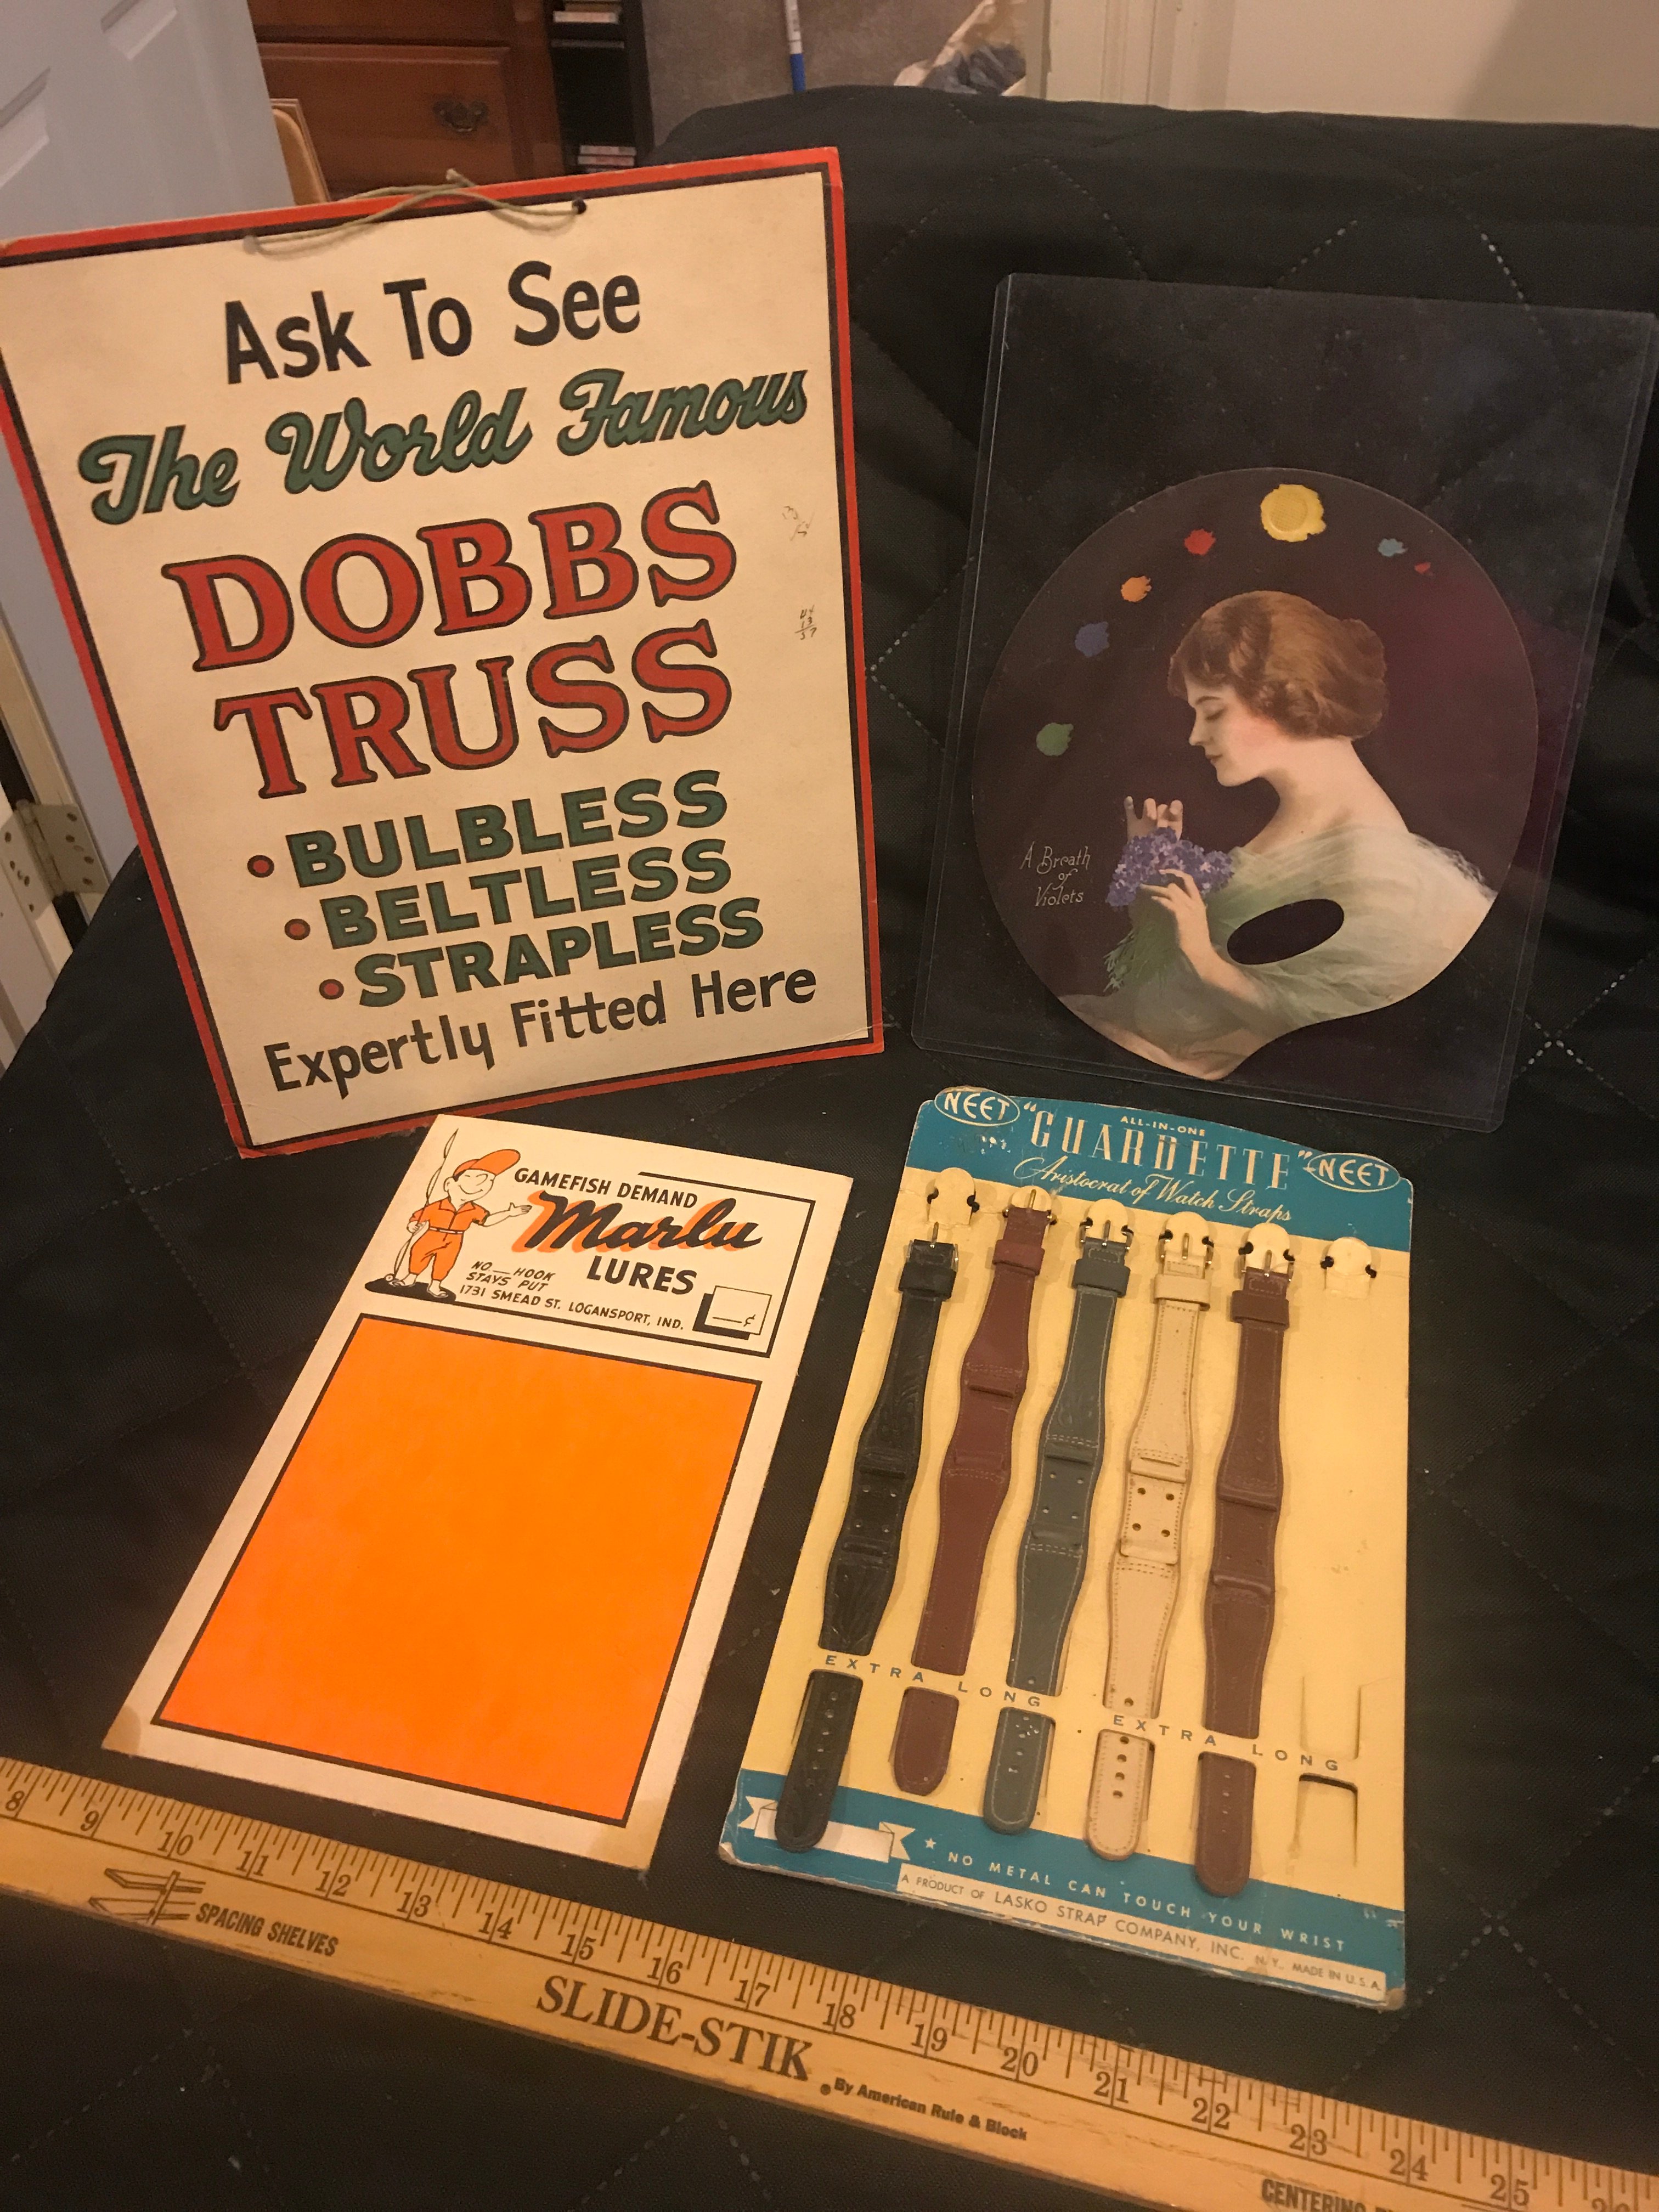 Ask To See
The World Famous
DOBBS
TRUSS
• BULBLESS
• BELTLESS
• STRAPLESS
Expertly Fitted Here
44
13
57
A Breath
of
Violets
GAMEFISH DEMAND
Marlu
LURES
NO HOOK
STAYS PUT
1731 SMEAD ST. LOGANSPORT, IND.
¢
NEET
ALL-IN-ONE
"GUARDETTE"
NEET
Aristocrat of Watch Straps
EXTRA LONG
EXTRA LONG
★ NO METAL CAN TOUCH YOUR WRIST
A PRODUCT OF LASKO STRAP COMPANY, INC. N.Y. MADE IN U.S.A.
8 9 10 11 12 13 14 15 16 17 18 19 20 21 22 23 24 25
SPACING SHELVES
SLIDE-STIK
® By American Rule & Block
CENTERING